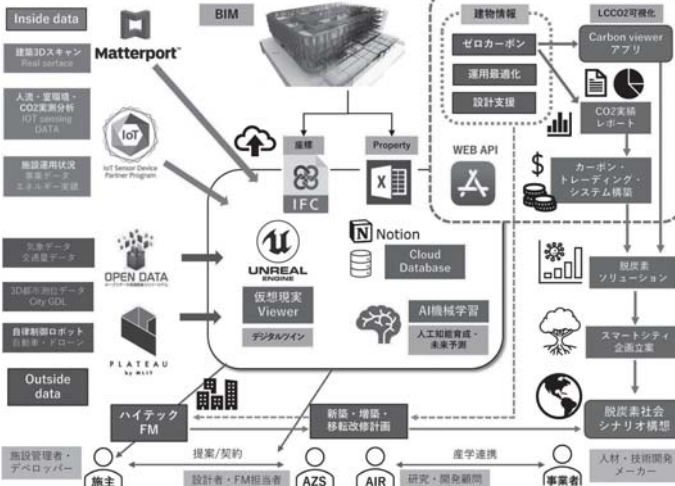 Inside data
建築3Dスキャン
Real serface
人流・室環境・
CO2実測分析
IOT sensing
DATA
施設運用状況
事業データ
エネルギー実績
気象データ
交通量データ
3D都市測位データ
City GDL
自律制御ロボット
自動車・ドローン
Outside
data
Matterport™
IoT
IoT Sensor Device
Partner Program
OPEN DATA
PLATEAU
by MLIT
BIM
座標
Property
IFC
X
UNREAL
ENGINE
仮想現実
Viewer
デジタルツイン
Notion
Cloud
Database
AI機械学習
人工知能育成・
未来予測
WEB API
建物情報
ゼロカーボン
運用最適化
設計支援
LCCO2可視化
Carbon viewer
アプリ
CO2実績
レポート
$
カーボン・
トレーディング・
システム構築
脱炭素
ソリューション
スマートシティ
企画立案
脱炭素社会
シナリオ構想
ハイテック
FM
新築・増築・
移転改修計画
施設管理者・
デベロッパー
施主
提案/契約
設計者・FM担当者
AZS
AIR
産学連携
研究・開発顧問
事業者
人材・技術開発
メーカー